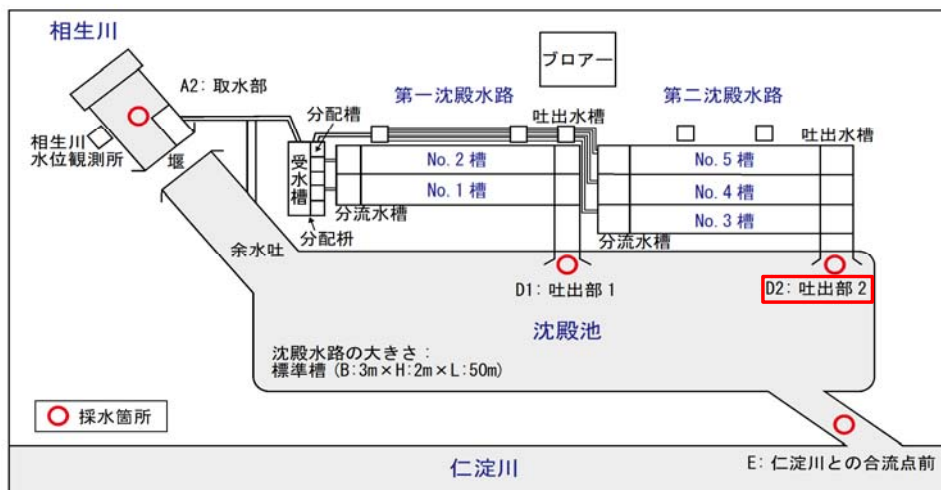 相生川
A2: 取水部
相生川
水位観測所
堰
余水吐
受水槽
分配槽
分配枡
分流水槽
第一沈殿水路
ブロアー
吐出水槽
No. 2 槽
No. 1 槽
第二沈殿水路
吐出水槽
No. 5 槽
No. 4 槽
No. 3 槽
分流水槽
D1: 吐出部 1
D2: 吐出部 2
沈殿池
沈殿水路の大きさ:
標準槽 (B:3m×H:2m×L:50m)
採水箇所
E: 仁淀川との合流点前
仁淀川